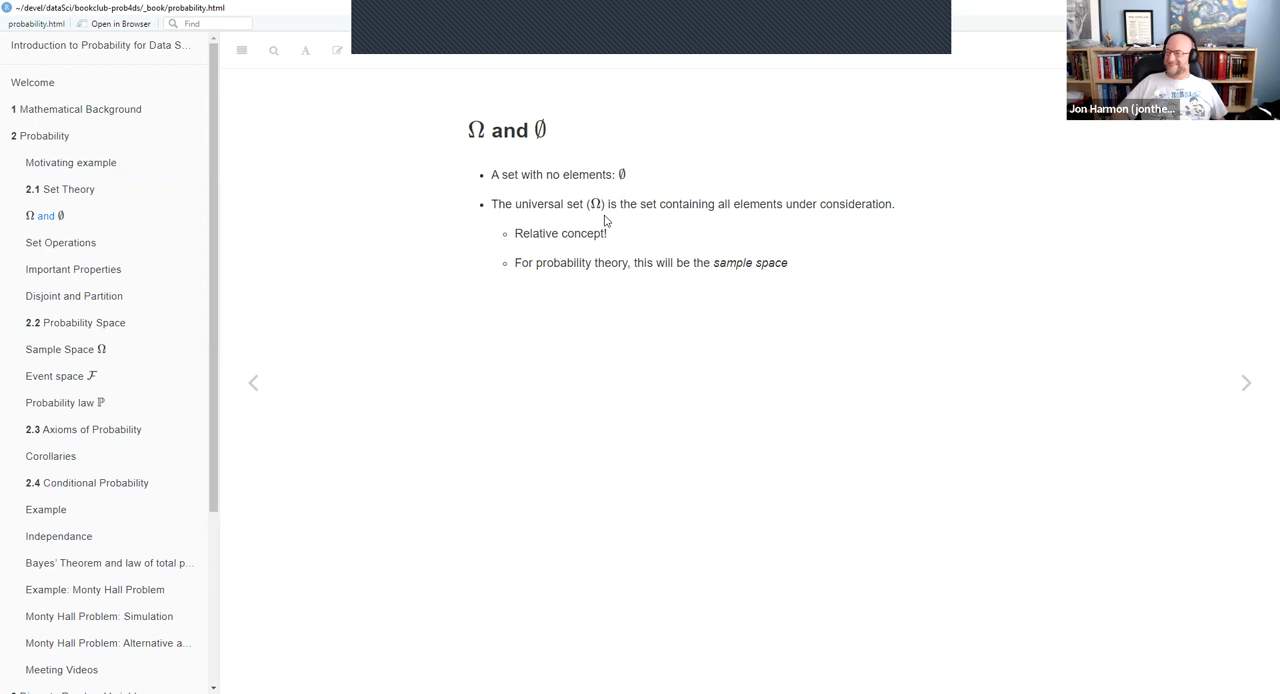 ~/devel/dataSci/bookclub-prob4ds/_book/probability.html
probability.html Open in Browser Find
Introduction to Probability for Data S...
Welcome
1 Mathematical Background
2 Probability
Motivating example
2.1 Set Theory
Ω and ∅
Set Operations
Important Properties
Disjoint and Partition
2.2 Probability Space
Sample Space Ω
Event space ℱ
Probability law ℙ
2.3 Axioms of Probability
Corollaries
2.4 Conditional Probability
Example
Independance
Bayes' Theorem and law of total p...
Example: Monty Hall Problem
Monty Hall Problem: Simulation
Monty Hall Problem: Alternative a...
Meeting Videos
Ω and ∅
• A set with no elements: ∅
• The universal set (Ω) is the set containing all elements under consideration.
◦ Relative concept!
◦ For probability theory, this will be the sample space
Jon Harmon (jonthe...